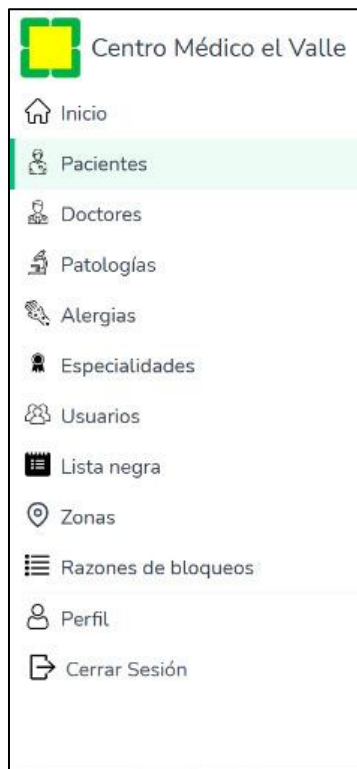 Centro Médico el Valle
Inicio
Pacientes
Doctores
Patologías
Alergias
Especialidades
Usuarios
Lista negra
Zonas
Razones de bloqueos
Perfil
Cerrar Sesión